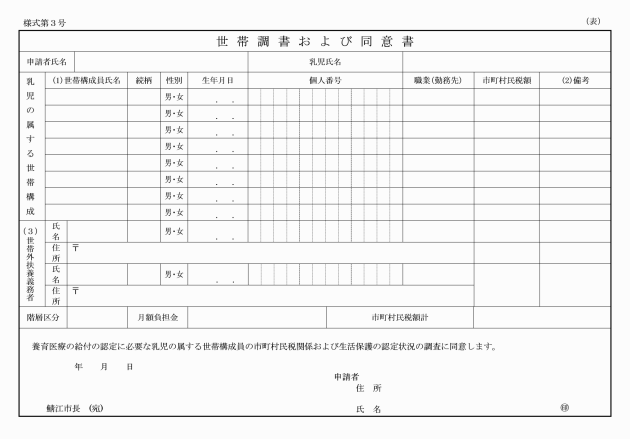 様式第３号
（表）
世帯調書および同意書
申請者氏名 乳児氏名
乳児の属する世帯構成
(1)世帯構成員氏名 続柄 性別 生年月日 個人番号 職業(勤務先) 市町村民税額 (2)備考
男・女 . .
男・女 . .
男・女 . .
男・女 . .
男・女 . .
男・女 . .
男・女 . .
男・女 . .
(3)世帯外扶養義務者
氏名 男・女 . .
住所 〒
氏名 男・女 . .
住所 〒
階層区分 月額負担金 市町村民税額計
養育医療の給付の認定に必要な乳児の属する世帯構成員の市町村民税関係および生活保護の認定状況の調査に同意します。
年 月 日
申請者
住 所
鯖江市長 (宛) 氏 名 ㊞